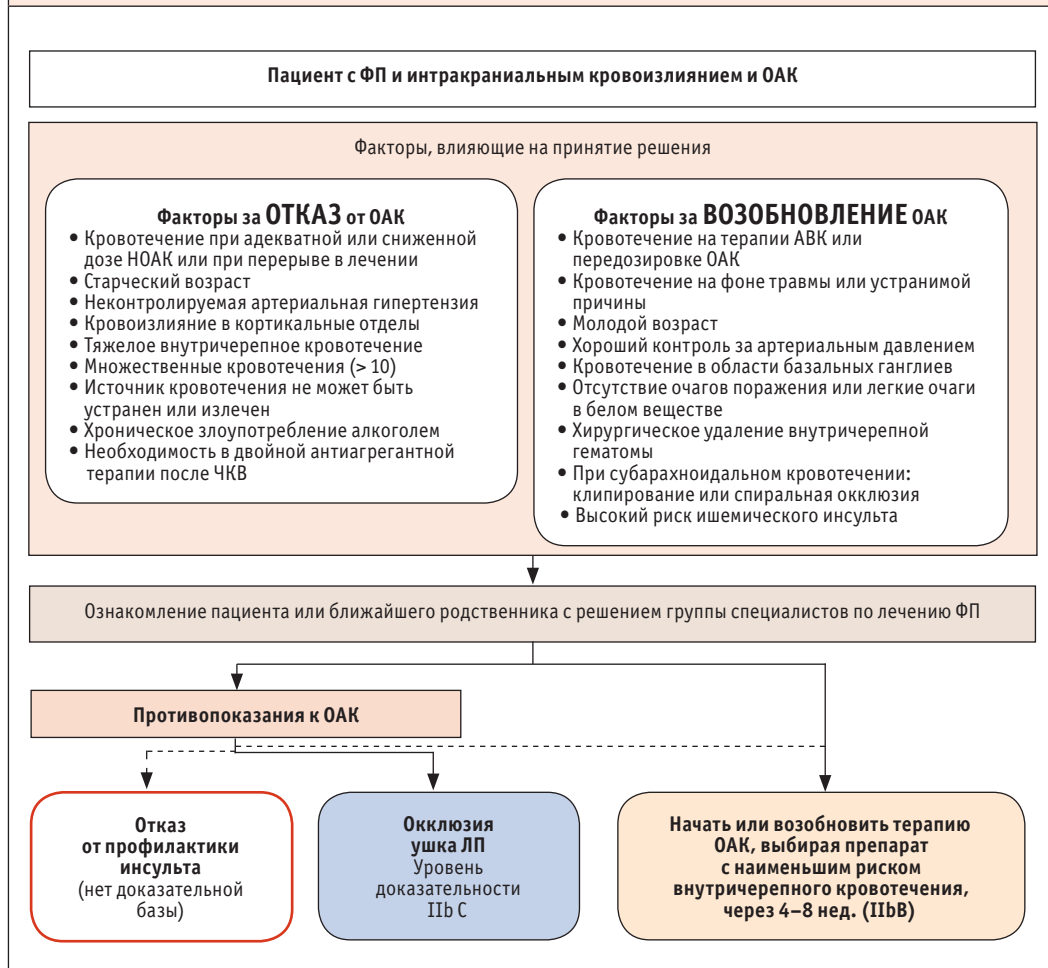 Пациент с ФП и интракраниальным кровоизлиянием и ОАК
Факторы, влияющие на принятие решения
Факторы за ОТКАЗ от ОАК
• Кровотечение при адекватной или сниженной
дозе НОАК или при перерыве в лечении
• Старческий возраст
• Неконтролируемая артериальная гипертензия
• Кровоизлияние в кортикальные отделы
• Тяжелое внутричерепное кровотечение
• Множественные кровотечения (> 10)
• Источник кровотечения не может быть
устранен или излечен
• Хроническое злоупотребление алкоголем
• Необходимость в двойной антиагрегантной
терапии после ЧКВ
Факторы за ВОЗОБНОВЛЕНИЕ ОАК
• Кровотечение на терапии АВК или
передозировке ОАК
• Кровотечение на фоне травмы или устранимой
причины
• Молодой возраст
• Хороший контроль за артериальным давлением
• Кровотечение в области базальных ганглиев
• Отсутствие очагов поражения или легкие очаги
в белом веществе
• Хирургическое удаление внутричерепной
гематомы
• При субарахноидальном кровотечении:
клипирование или спиральная окклюзия
• Высокий риск ишемического инсульта
Ознакомление пациента или ближайшего родственника с решением группы специалистов по лечению ФП
Противопоказания к ОАК
Отказ
от профилактики
инсульта
(нет доказательной
базы)
Окклюзия
ушка ЛП
Уровень
доказательности
IIb C
Начать или возобновить терапию
ОАК, выбирая препарат
с наименьшим риском
внутричерепного кровотечения,
через 4–8 нед. (IIbB)